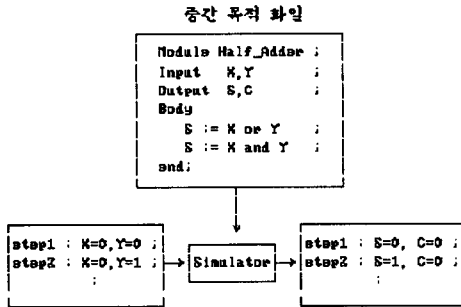 중간 목적 화일
Module Half_Adder ;
Input X,Y ;
Output S,C ;
Body
S := X or Y ;
S := X and Y ;
end;
step1 : X=0,Y=0 ;
step2 : X=0,Y=1 ;
:
Simulator
step1 : S=0, C=0 ;
step2 : S=1, C=0 ;
: